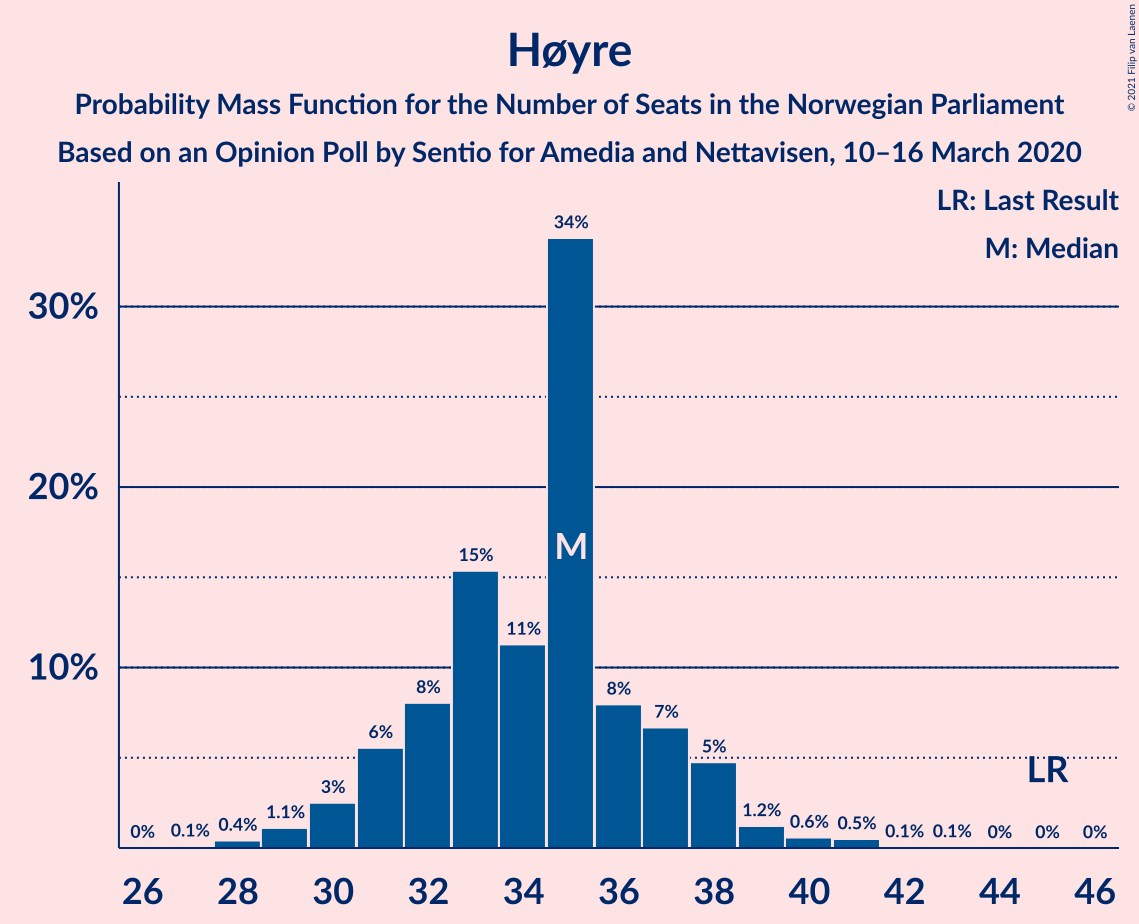 Høyre
Probability Mass Function for the Number of Seats in the Norwegian Parliament
Based on an Opinion Poll by Sentio for Amedia and Nettavisen, 10–16 March 2020
© 2021 Filip van Laenen
LR: Last Result
M: Median
30%
20%
10%
0% 0.1% 0.4% 1.1% 3% 6% 8% 15% 11% 34% 8% 7% 5% 1.2% 0.6% 0.5% 0.1% 0.1% 0% 0% 0%
M
LR
26 28 30 32 34 36 38 40 42 44 46